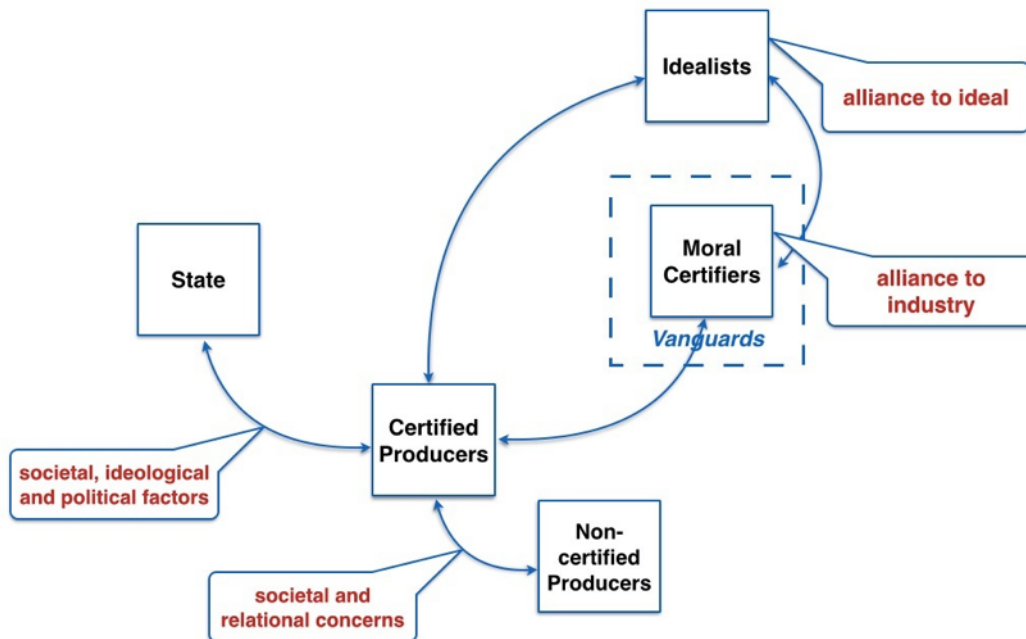 Idealists
alliance to ideal
Moral
Certifiers
alliance to
industry
Vanguards
State
Certified
Producers
societal, ideological
and political factors
Non-
certified
Producers
societal and
relational concerns